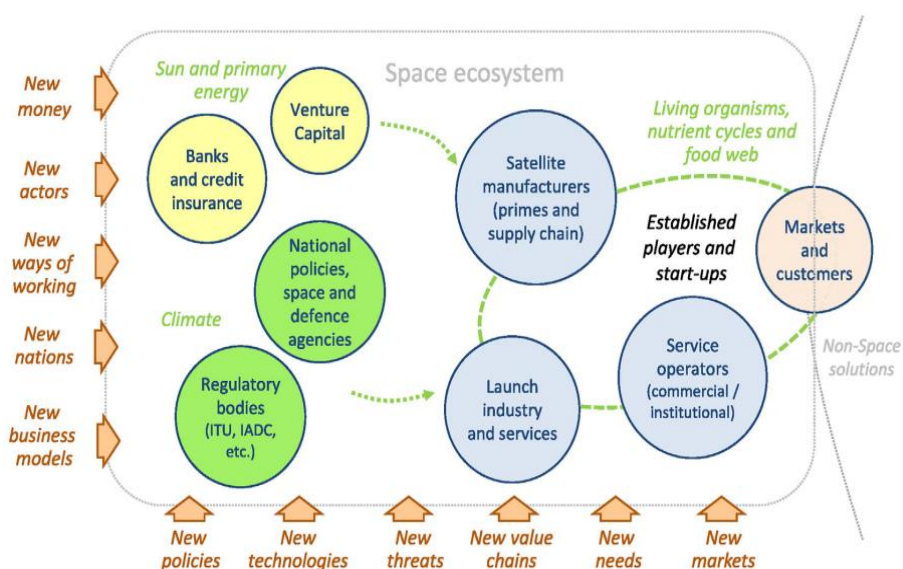 Space ecosystem
New
money
New
actors
New
ways of
working
New
nations
New
business
models
Sun and primary
energy
Venture
Capital
Banks
and credit
insurance
National
policies,
space and
defence
agencies
Climate
Regulatory
bodies
(ITU, IADC,
etc.)
Satellite
manufacturers
(primes and
supply chain)
Launch
industry
and services
Living organisms,
nutrient cycles and
food web
Established
players and
start-ups
Service
operators
(commercial /
institutional)
Markets
and
customers
Non-Space
solutions
New
policies
New
technologies
New
threats
New value
chains
New
needs
New
markets